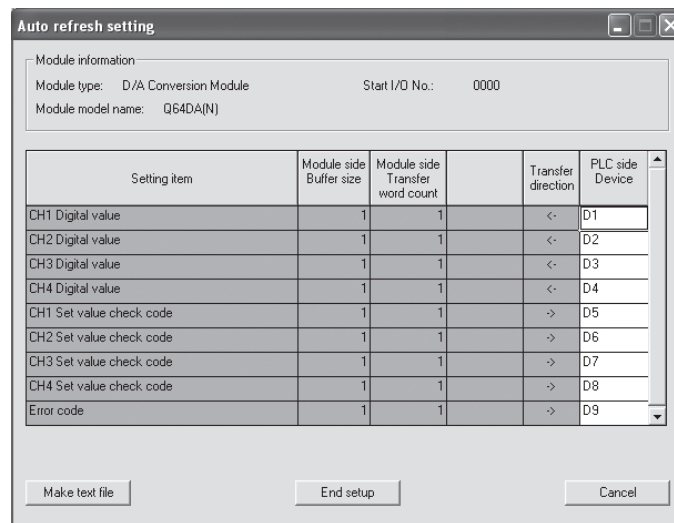 Auto refresh setting
Module information
Module type: D/A Conversion Module Start I/O No.: 0000
Module model name: Q64DA(N)
Setting item Module side Buffer size Module side Transfer word count Transfer direction PLC side Device
CH1 Digital value 1 1 <- D1
CH2 Digital value 1 1 <- D2
CH3 Digital value 1 1 <- D3
CH4 Digital value 1 1 <- D4
CH1 Set value check code 1 1 -> D5
CH2 Set value check code 1 1 -> D6
CH3 Set value check code 1 1 -> D7
CH4 Set value check code 1 1 -> D8
Error code 1 1 -> D9
Make text file End setup Cancel